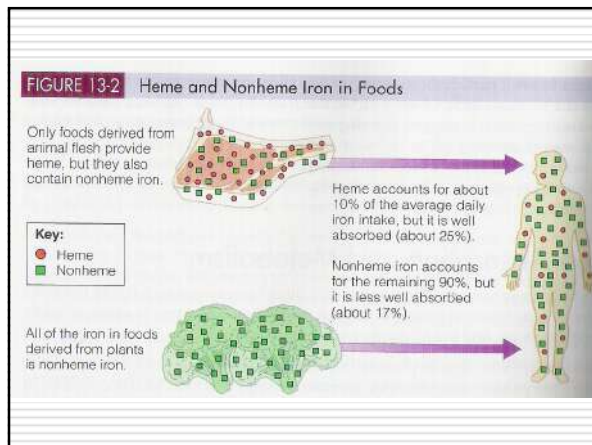 FIGURE 13-2 Heme and Nonheme Iron in Foods
Only foods derived from
animal flesh provide
heme, but they also
contain nonheme iron.
Key:
Heme
Nonheme
Heme accounts for about
10% of the average daily
iron intake, but it is well
absorbed (about 25%).
Nonheme iron accounts
for the remaining 90%, but
it is less well absorbed
(about 17%).
All of the iron in foods
derived from plants
is nonheme iron.